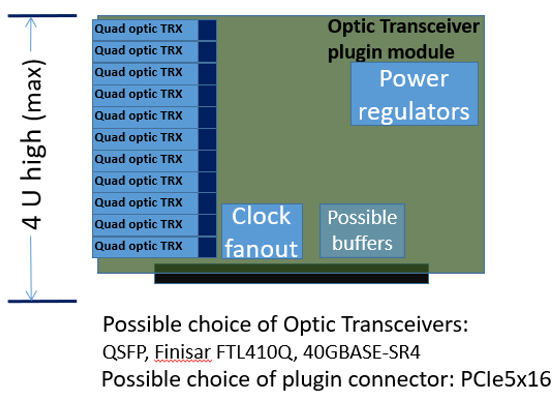 4 U high (max)
Quad optic TRX
Quad optic TRX
Quad optic TRX
Quad optic TRX
Quad optic TRX
Quad optic TRX
Quad optic TRX
Quad optic TRX
Quad optic TRX
Quad optic TRX
Quad optic TRX
Optic Transceiver
plugin module
Power
regulators
Clock
fanout
Possible
buffers
Possible choice of Optic Transceivers:
QSFP, Finisar FTL410Q, 40GBASE-SR4
Possible choice of plugin connector: PCIe5x16